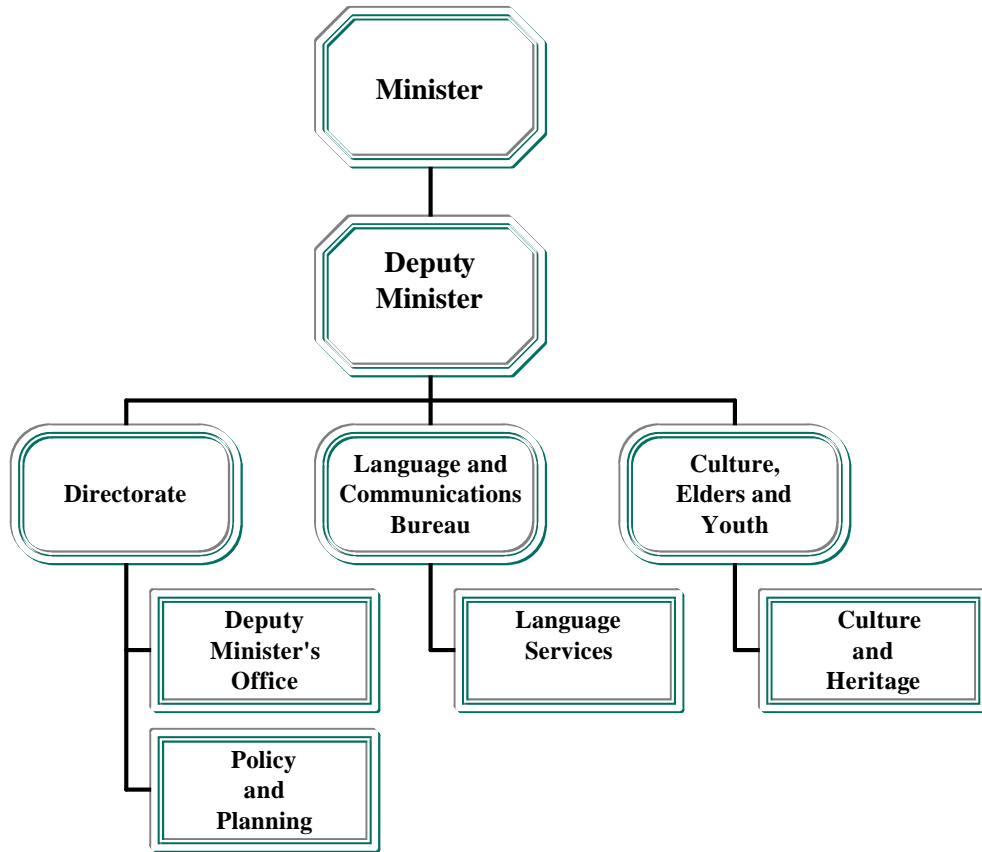 Minister
Deputy
Minister
Directorate
Language and
Communications
Bureau
Culture,
Elders and
Youth
Deputy
Minister's
Office
Language
Services
Culture
and
Heritage
Policy
and
Planning